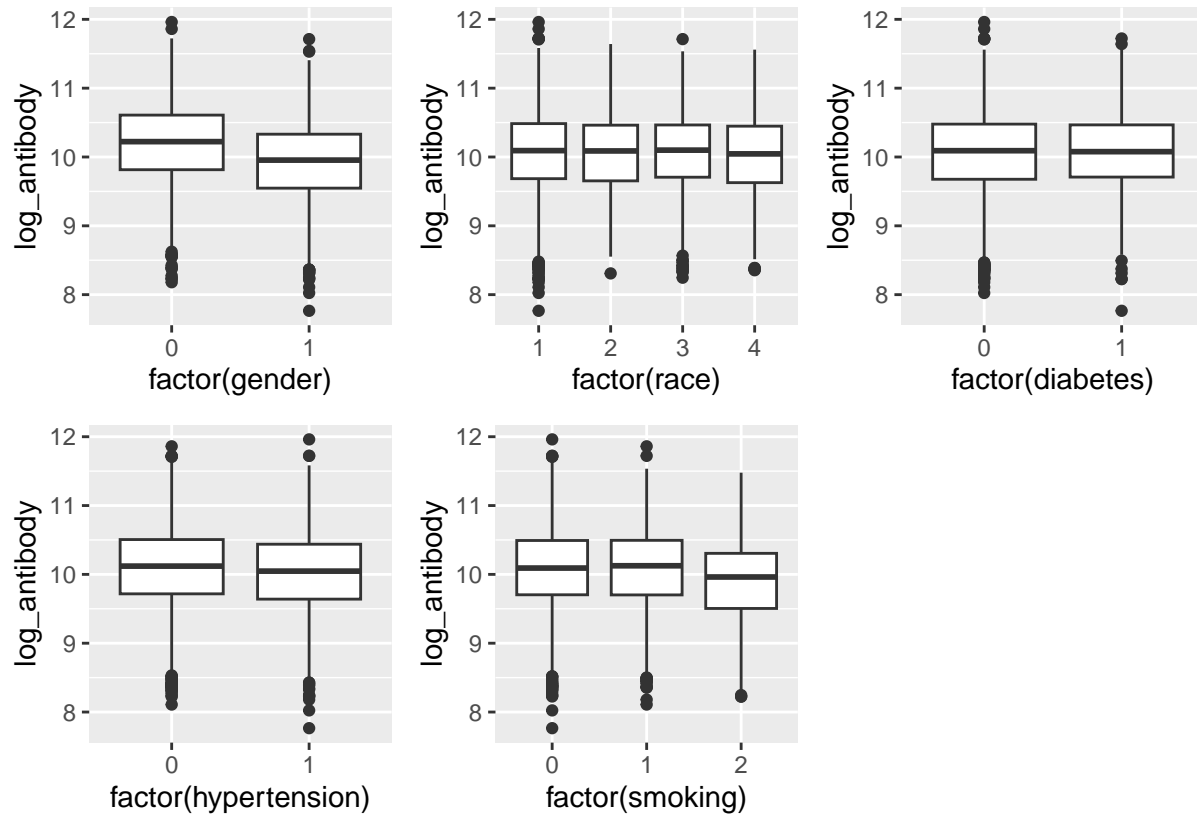 12
11
10
9
8
log_antibody
0 1
factor(gender)
12
11
10
9
8
log_antibody
1 2 3 4
factor(race)
12
11
10
9
8
log_antibody
0 1
factor(diabetes)
12
11
10
9
8
log_antibody
0 1
factor(hypertension)
12
11
10
9
8
log_antibody
0 1 2
factor(smoking)